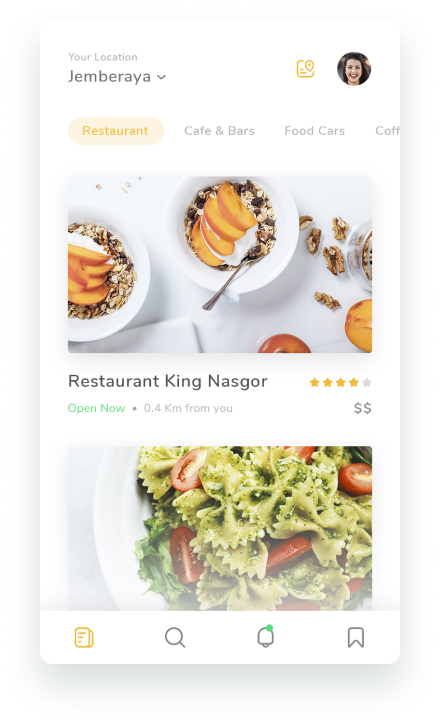 Your Location
Jemberaya
Restaurant Cafe & Bars Food Cars Coff
Restaurant King Nasgor
Open Now • 0.4 Km from you $$